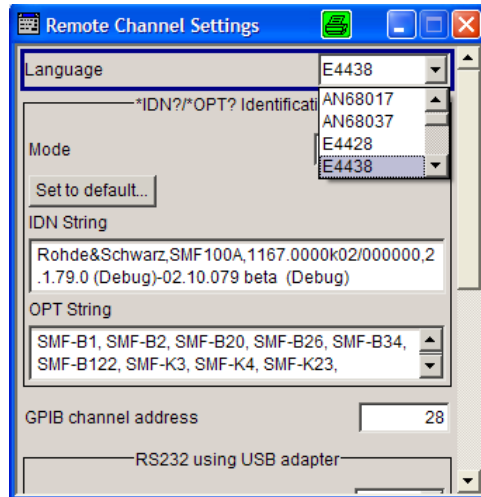 Remote Channel Settings
Language
E4438
AN68017
AN68037
E4428
E4438
*IDN?/*OPT? Identificati
Mode
Set to default...
IDN String
Rohde&Schwarz,SMF100A,1167.0000k02/000000,2
.1.79.0 (Debug)-02.10.079 beta (Debug)
OPT String
SMF-B1, SMF-B2, SMF-B20, SMF-B26, SMF-B34,
SMF-B122, SMF-K3, SMF-K4, SMF-K23,
GPIB channel address
28
RS232 using USB adapter